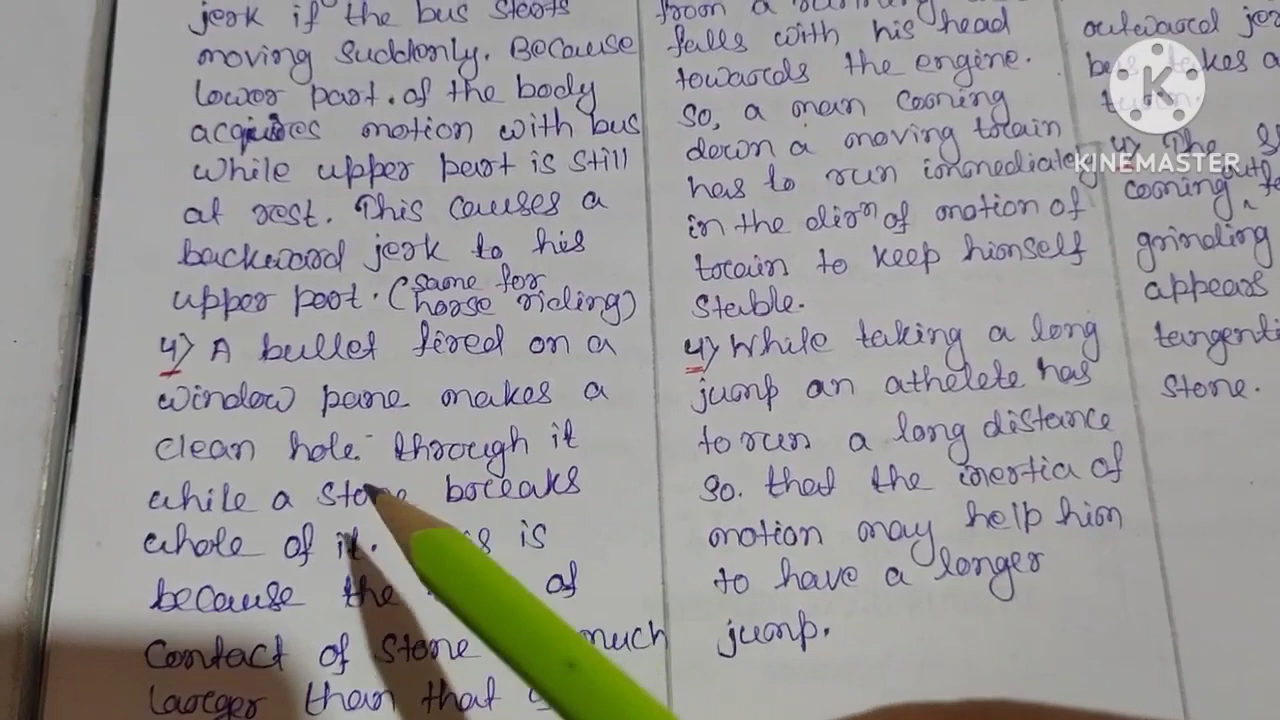 jerk if the bus starts
moving suddenly. Because
lower part. of the body
acquires motion with bus
while upper part is still
at rest. This causes a
backward jerk to his
upper part. (same for
horse riding)
4) A bullet fired on a
window pane makes a
clean hole through it
while a stone breaks
whole of it. is
because the of
contact of stone much
larger than that
from a
falls with his head
towards the engine.
So, a man coming
down a moving train
has to run immediately
in the dirⁿ of motion of
train to keep himself
stable.
4) While taking a long
jump an athelete has
to run a long distance
so. that the inertia of
motion may help him
to have a longer
jump.
outward
takes a
turn.
4) The
coming
grinding
appears
stone.
K
KINEMASTER